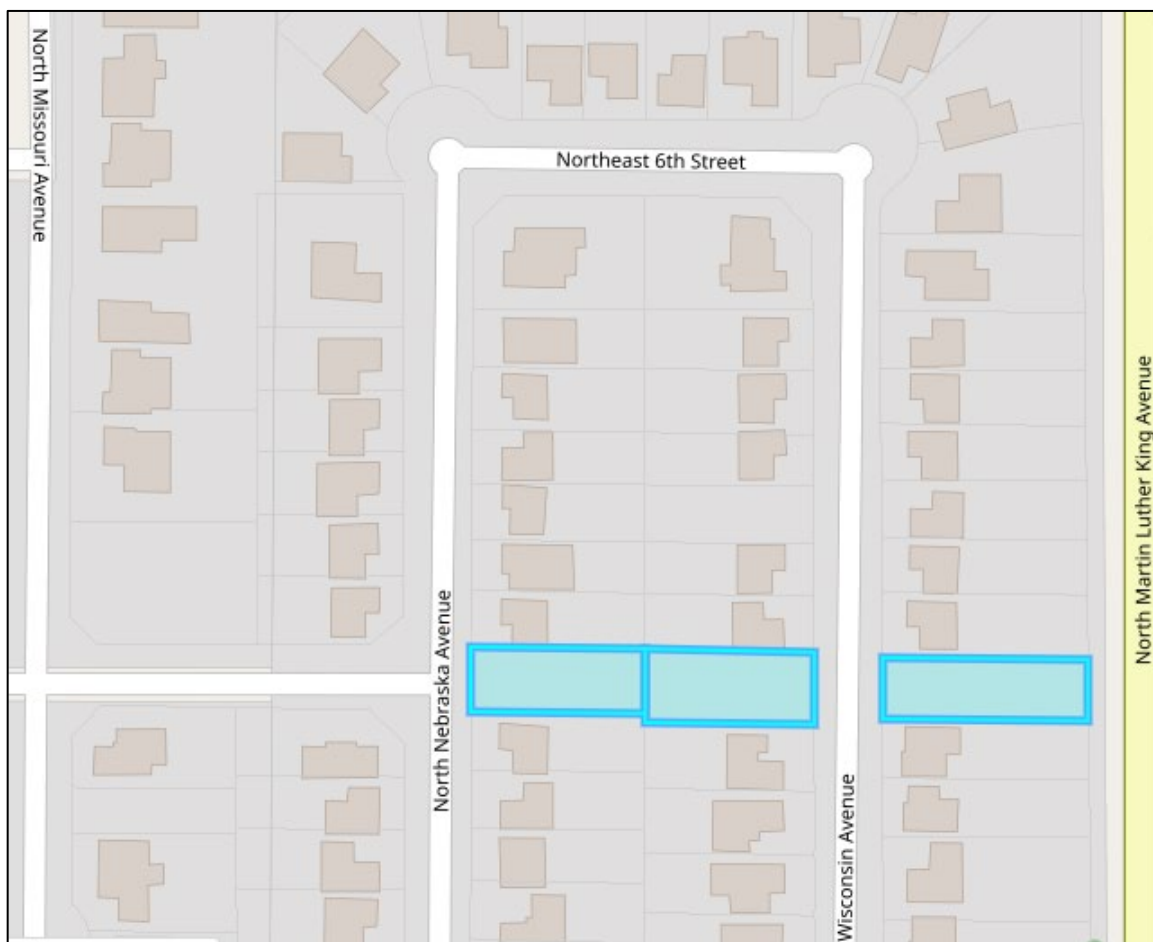 North Missouri Avenue
Northeast 6th Street
North Martin Luther King Avenue
North Nebraska Avenue
Wisconsin Avenue